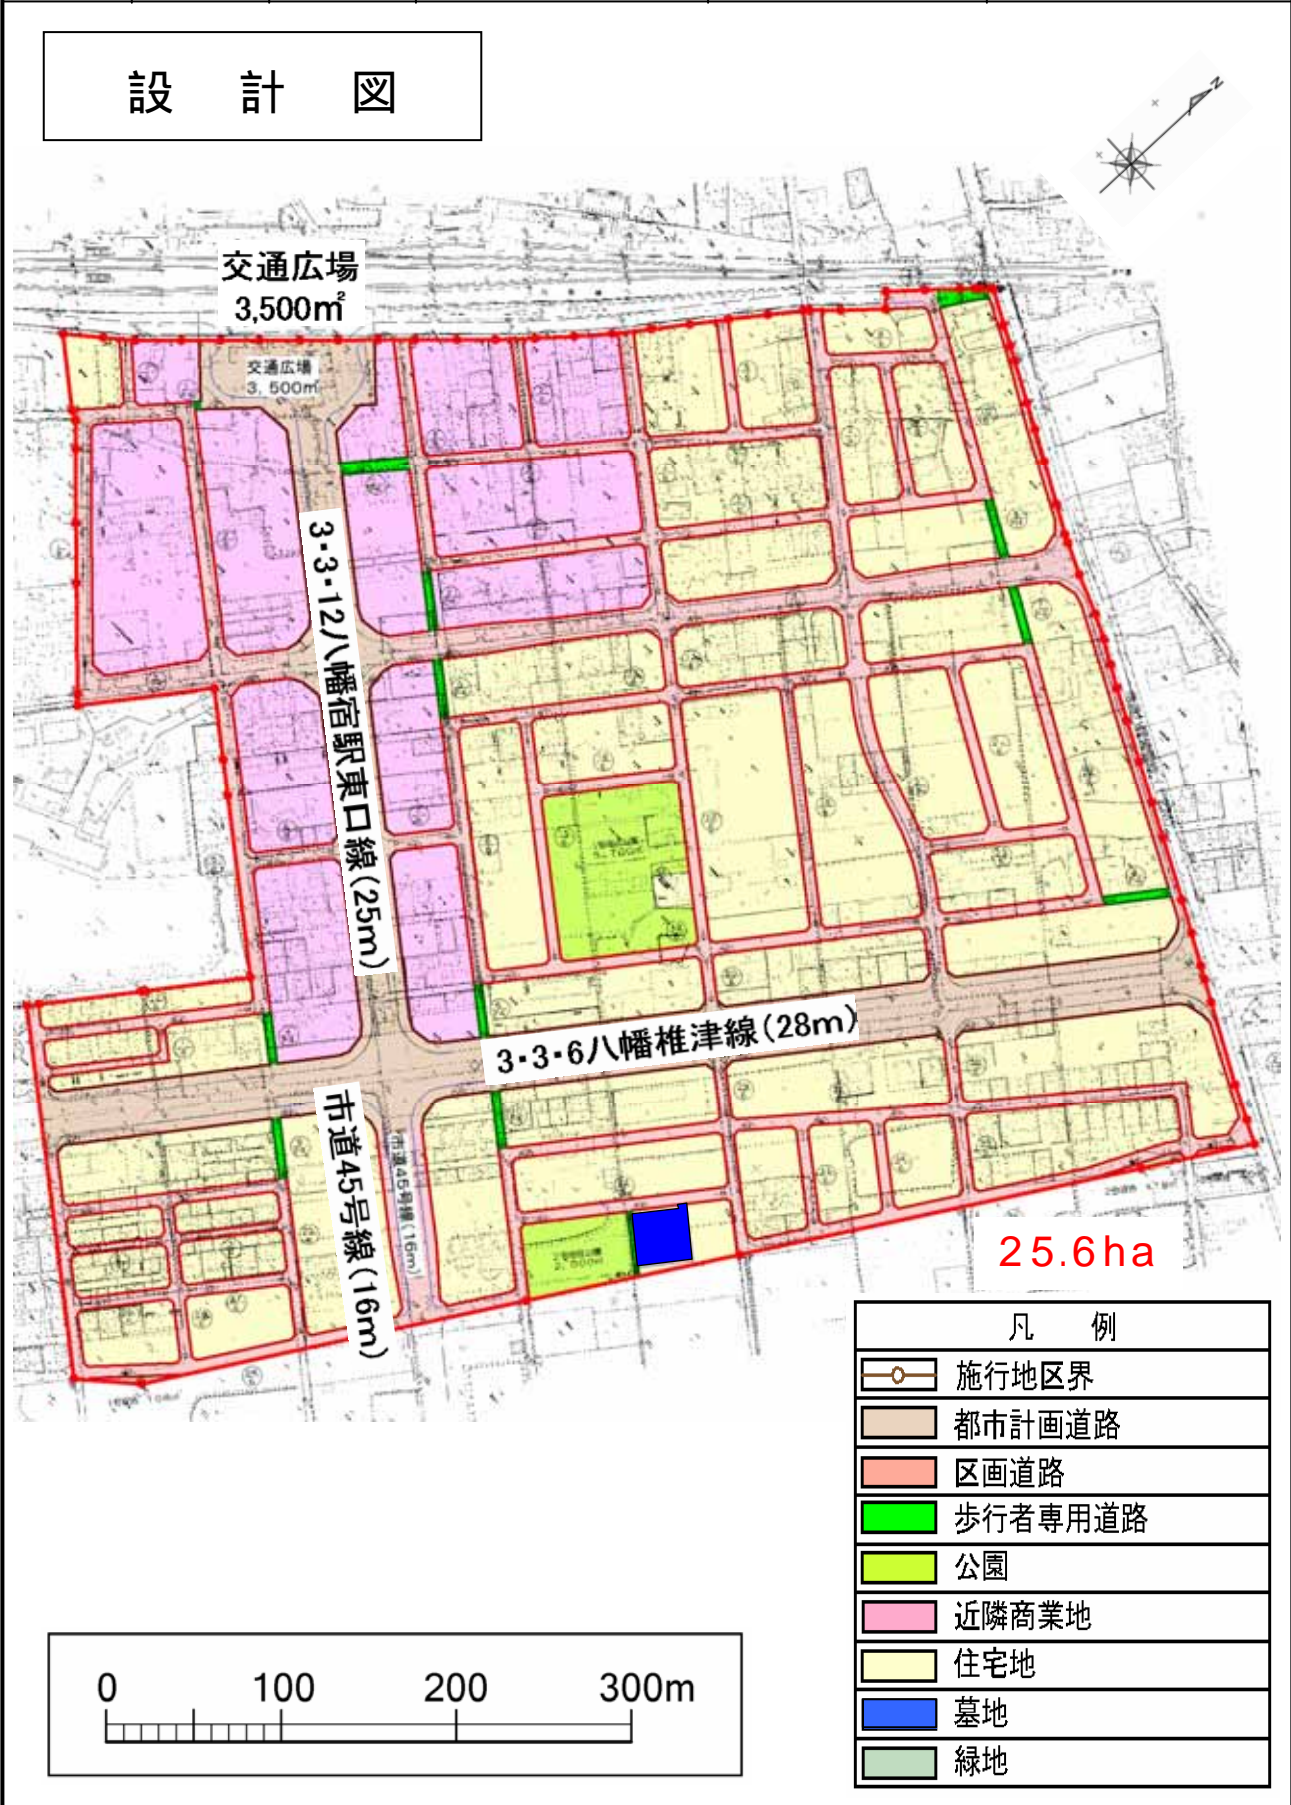 設計図
N
交通広場
3,500㎡
交通広場
3,500㎡
3・3・12八幡宿駅東口線(25m)
3・3・6八幡椎津線(28m)
市道45号線(16m)
市道45号線(16m)
25.6ha
凡例
施行地区界
都市計画道路
区画道路
歩行者専用道路
公園
近隣商業地
住宅地
墓地
緑地
0 100 200 300m